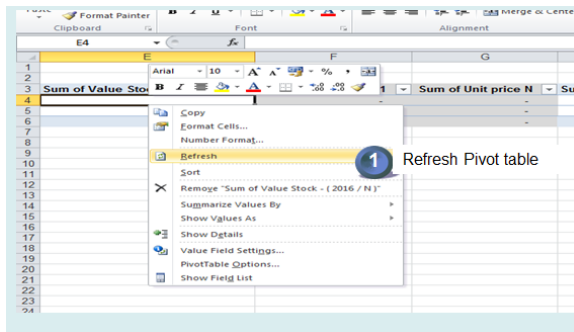 Format Painter
B I U
A
Merge & Cente
Clipboard
Font
Alignment
E4
fx
E F G
1
2
3 Sum of Value Sto 1 Sum of Unit price N Su
4 - -
5 -
6 - -
7
8
9
10
11
12
13
14
15
16
17
18
19
20
21
22
23
24
Arial 10 A A % ,
B I A .00 .0
Copy
Format Cells...
Number Format...
Refresh
Sort
Remove "Sum of Value Stock - ( 2016 / N )"
Summarize Values By
Show Values As
Show Details
Value Field Settings...
PivotTable Options...
Show Field List
1 Refresh Pivot table